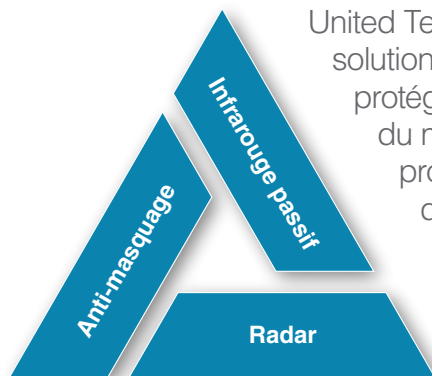 United Te
solution
protég
du
pro
Infrarouge passif
Anti-masquage
Radar